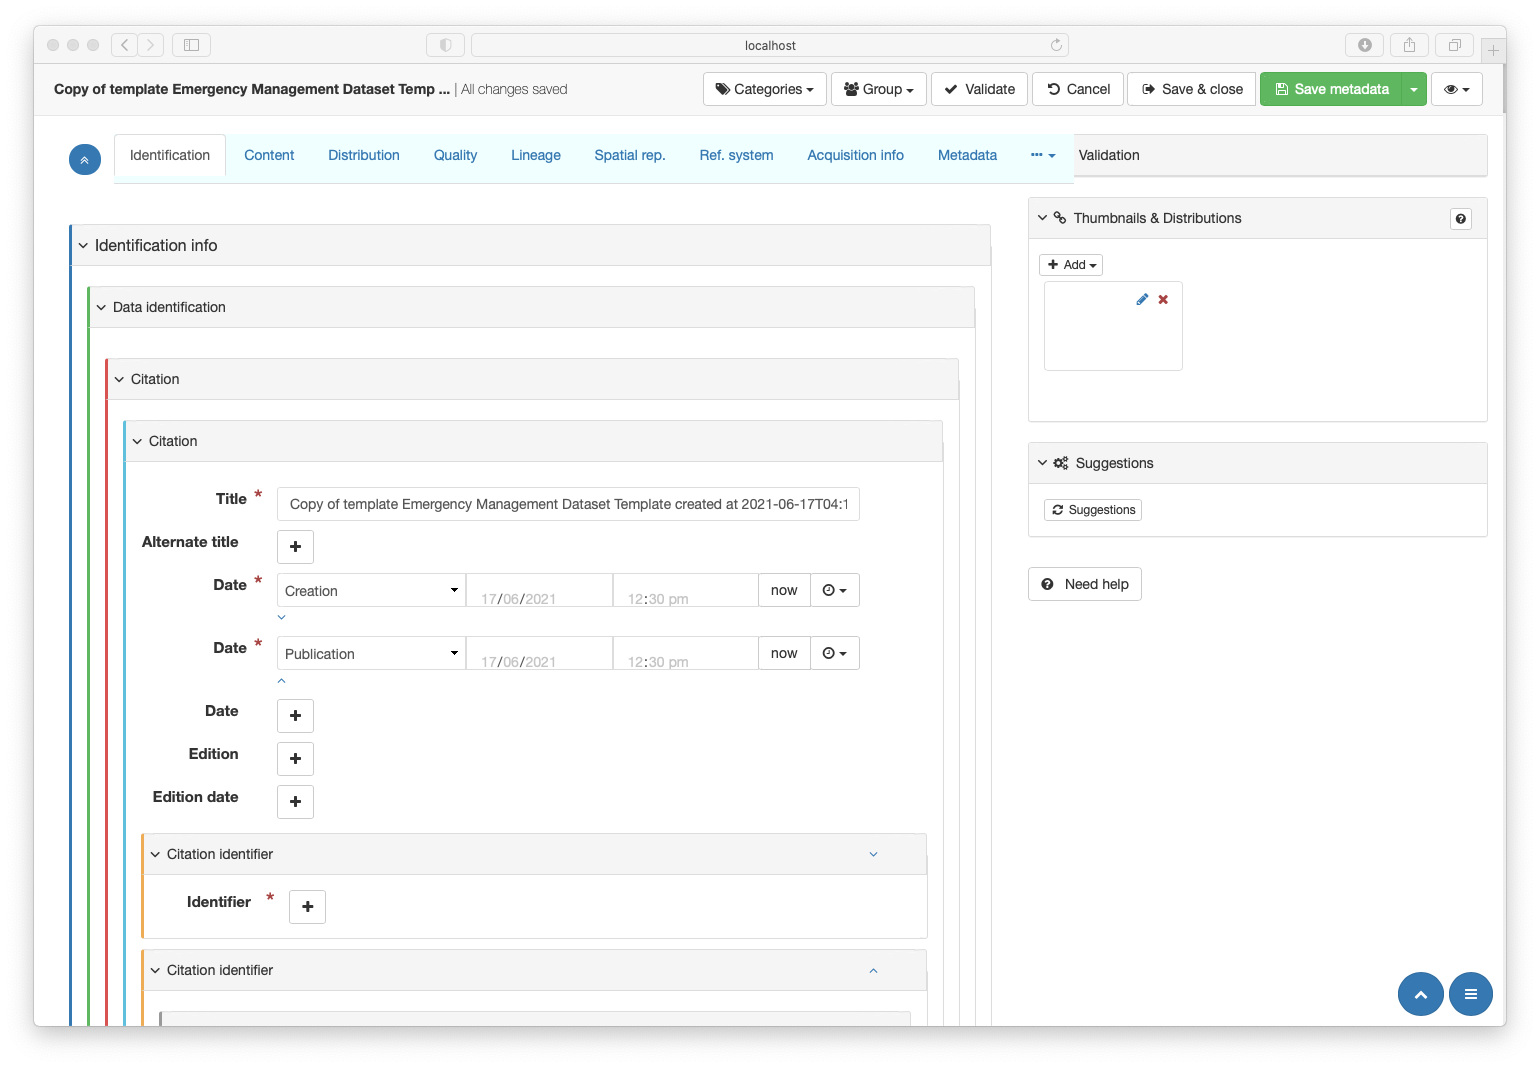 localhost
Copy of template Emergency Management Dataset Temp ... | All changes saved
Categories
Group
Validate
Cancel
Save & close
Save metadata
Identification
Content
Distribution
Quality
Lineage
Spatial rep.
Ref. system
Acquisition info
Metadata
Validation
Identification info
Data identification
Citation
Citation
Title *
Copy of template Emergency Management Dataset Template created at 2021-06-17T04:1
Alternate title
Date *
Creation
17/06/2021
12:30 pm
now
Date *
Publication
17/06/2021
12:30 pm
now
Date
Edition
Edition date
Citation identifier
Identifier *
Citation identifier
Thumbnails & Distributions
Add
Suggestions
Suggestions
Need help